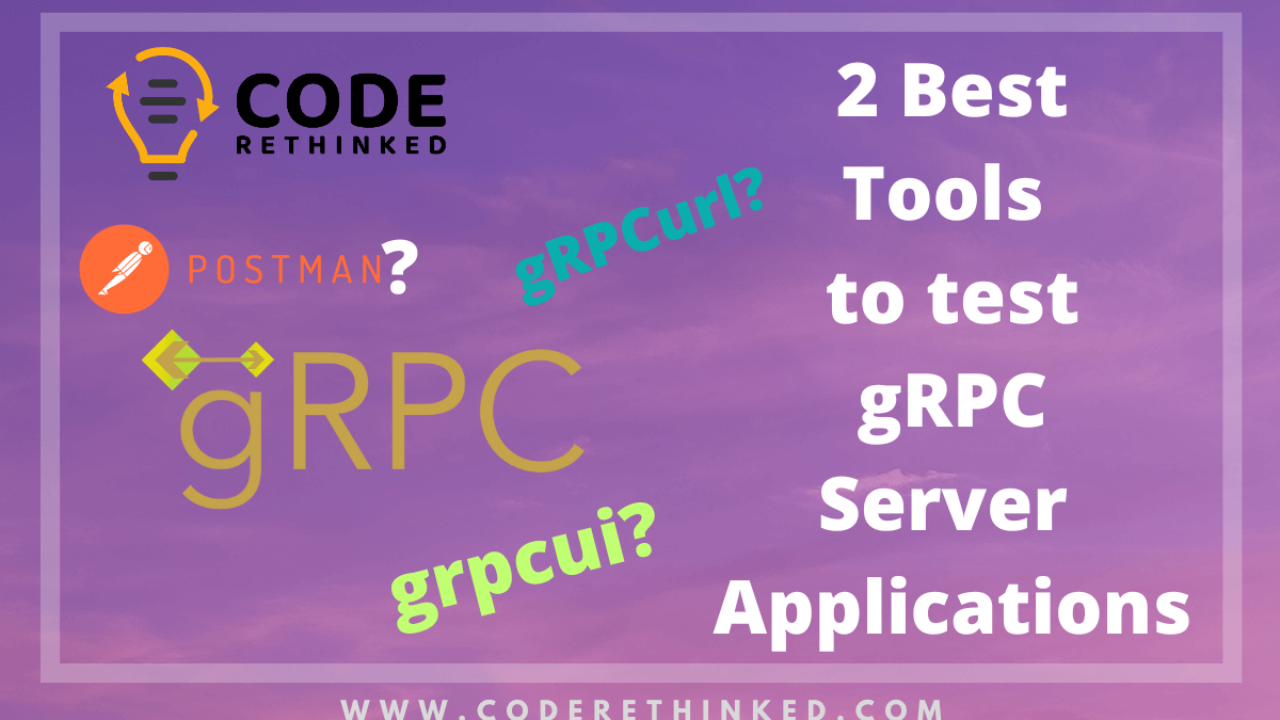 CODE
RETHINKED
POSTMAN?
gRPCurl?
gRPC
grpcui?
2 Best
Tools
to test
gRPC
Server
Applications
WWW.CODERETHINKED.COM